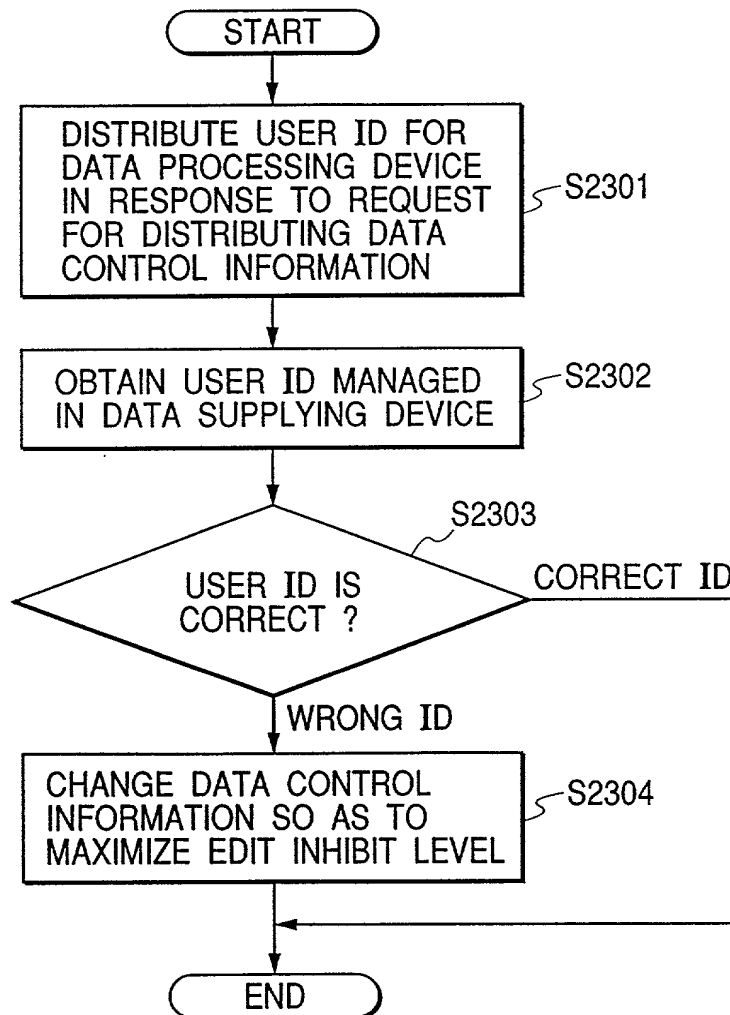 START
DISTRIBUTE USER ID FOR
DATA PROCESSING DEVICE
IN RESPONSE TO REQUEST
FOR DISTRIBUTING DATA
CONTROL INFORMATION
S2301
OBTAIN USER ID MANAGED
IN DATA SUPPLYING DEVICE
S2302
S2303
USER ID IS
CORRECT ?
CORRECT ID
WRONG ID
CHANGE DATA CONTROL
INFORMATION SO AS TO
MAXIMIZE EDIT INHIBIT LEVEL
S2304
END